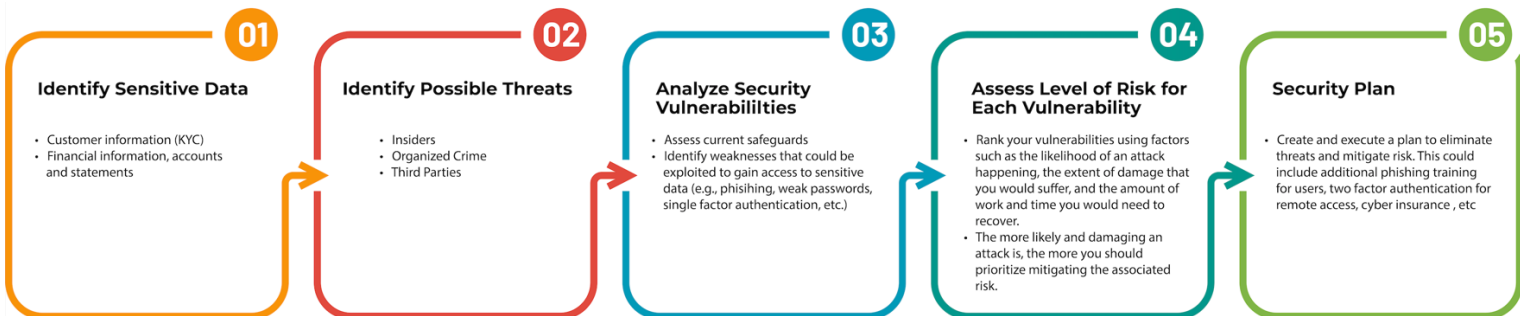 01
Identify Sensitive Data
• Customer information (KYC)
• Financial information, accounts
and statements
02
Identify Possible Threats
• Insiders
• Organized Crime
• Third Parties
03
Analyze Security
Vulnerabililties
• Assess current safeguards
• Identify weaknesses that could be
exploited to gain access to sensitive
data (e.g., phisihing, weak passwords,
single factor authentication, etc.)
04
Assess Level of Risk for
Each Vulnerability
• Rank your vulnerabilities using factors
such as the likelihood of an attack
happening, the extent of damage that
you would suffer, and the amount of
work and time you would need to
recover.
• The more likely and damaging an
attack is, the more you should
prioritize mitigating the associated
risk.
05
Security Plan
• Create and execute a plan to eliminate
threats and mitigate risk. This could
include additional phishing training
for users, two factor authentication for
remote access, cyber insurance , etc